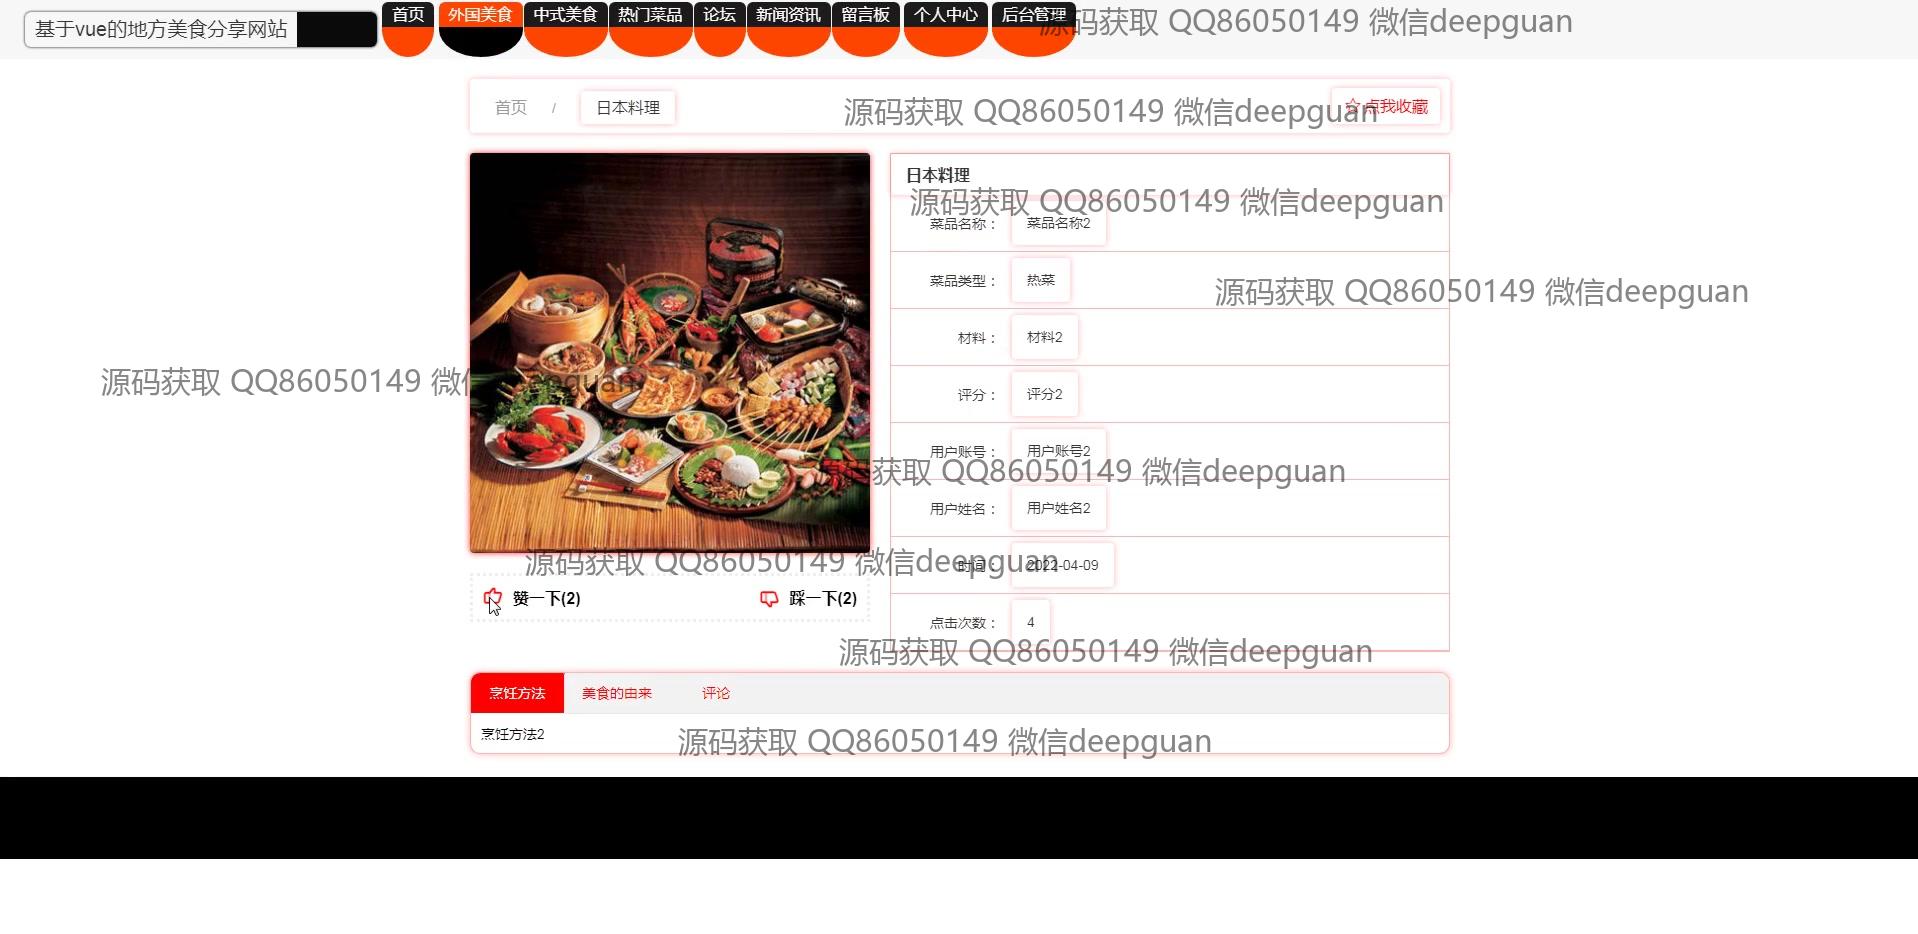 基于vue的地方美食分享网站
首页 外国美食 中式美食 热门菜品 论坛 新闻资讯 留言板 个人中心 后台管理
源码获取 QQ86050149 微信deepguan
首页 / 日本料理
源码获取 QQ86050149 微信deepguan
点我收藏
日本料理
源码获取 QQ86050149 微信deepguan
菜品名称： 菜品名称2
菜品类型： 热菜
源码获取 QQ86050149 微信deepguan
材料： 材料2
源码获取 QQ86050149 微信deepguan
评分： 评分2
用户账号： 用户账号2
源码获取 QQ86050149 微信deepguan
用户姓名： 用户姓名2
源码获取 QQ86050149 微信deepguan
时间： 2022-04-09
赞一下(2) 踩一下(2)
点击次数： 4
源码获取 QQ86050149 微信deepguan
烹饪方法 美食的由来 评论
烹饪方法2
源码获取 QQ86050149 微信deepguan